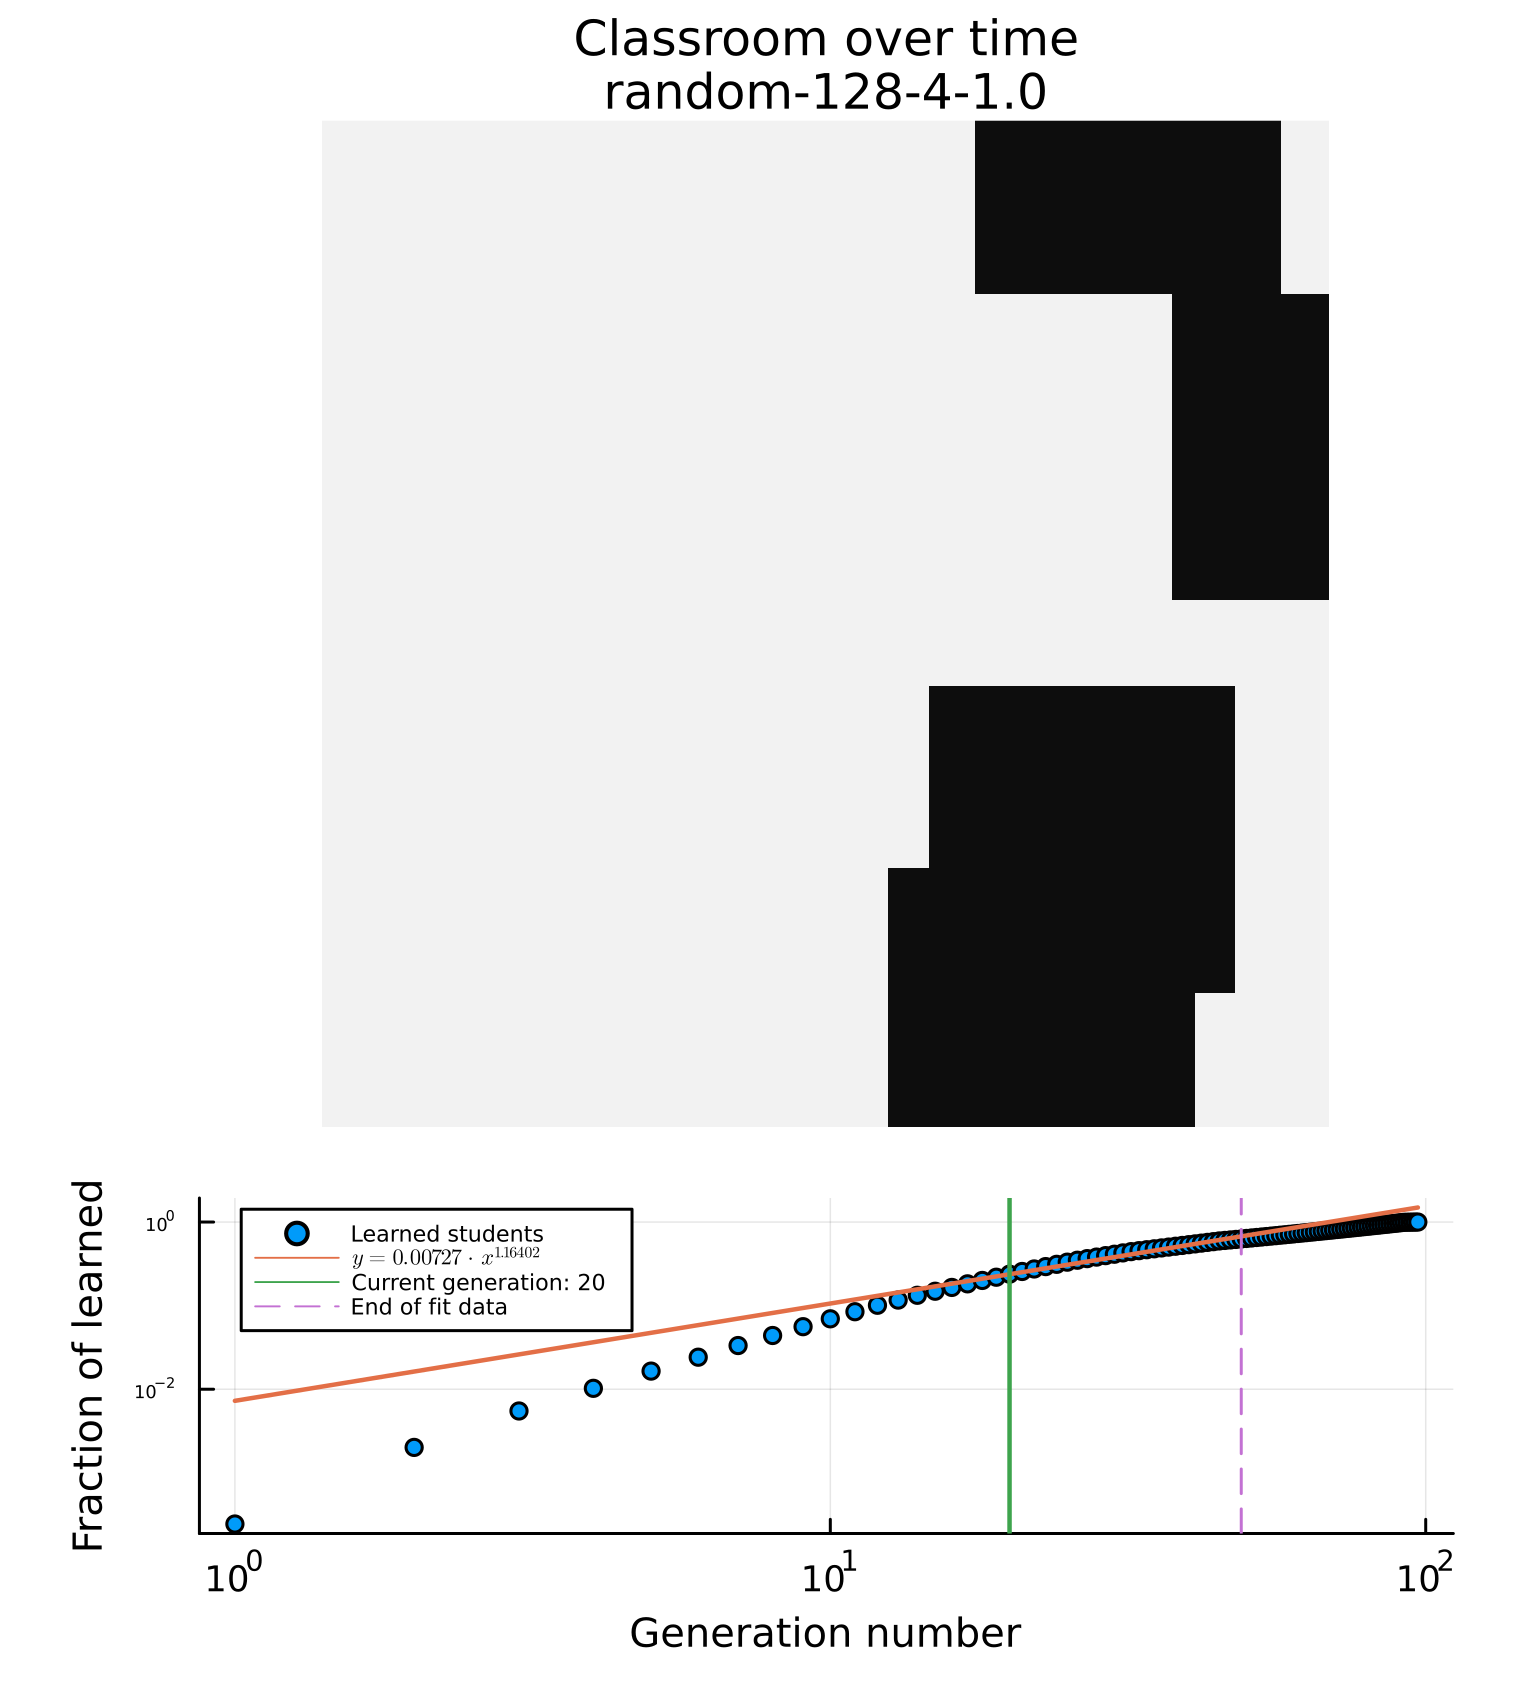 Classroom over time
random-128-4-1.0
Fraction of learned
10^0
10^-2
Learned students
y = 0.00727 · x^1.16402
Current generation: 20
End of fit data
10^0 10^1 10^2
Generation number